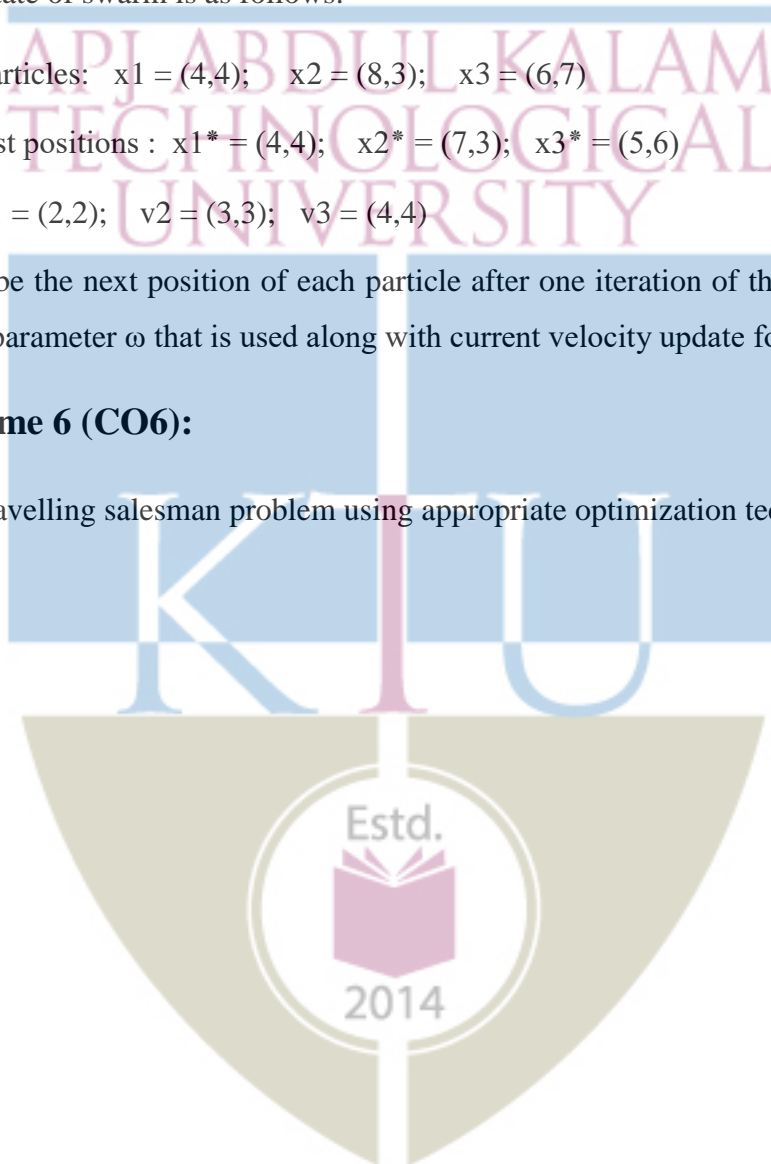 state of swarm is as follows:
articles: x1 = (4,4); x2 = (8,3); x3 = (6,7)
st positions : x1* = (4,4); x2* = (7,3); x3* = (5,6)
= (2,2); v2 = (3,3); v3 = (4,4)
be the next position of each particle after one iteration of th
parameter ω that is used along with current velocity update fo
me 6 (CO6):
avelling salesman problem using appropriate optimization tec
APJ ABDUL KALAM
TECHNOLOGICAL
UNIVERSITY
KTU
Estd.
2014